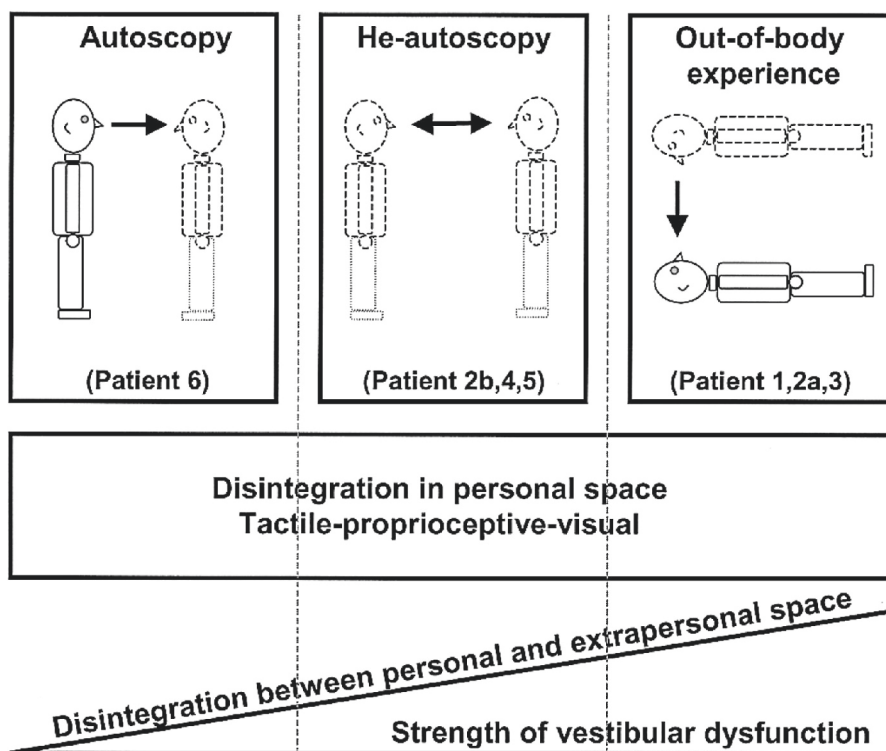 Autoscopy
He-autoscopy
Out-of-body
experience
(Patient 6)
(Patient 2b,4,5)
(Patient 1,2a,3)
Disintegration in personal space
Tactile-proprioceptive-visual
Disintegration between personal and extrapersonal space
Strength of vestibular dysfunction